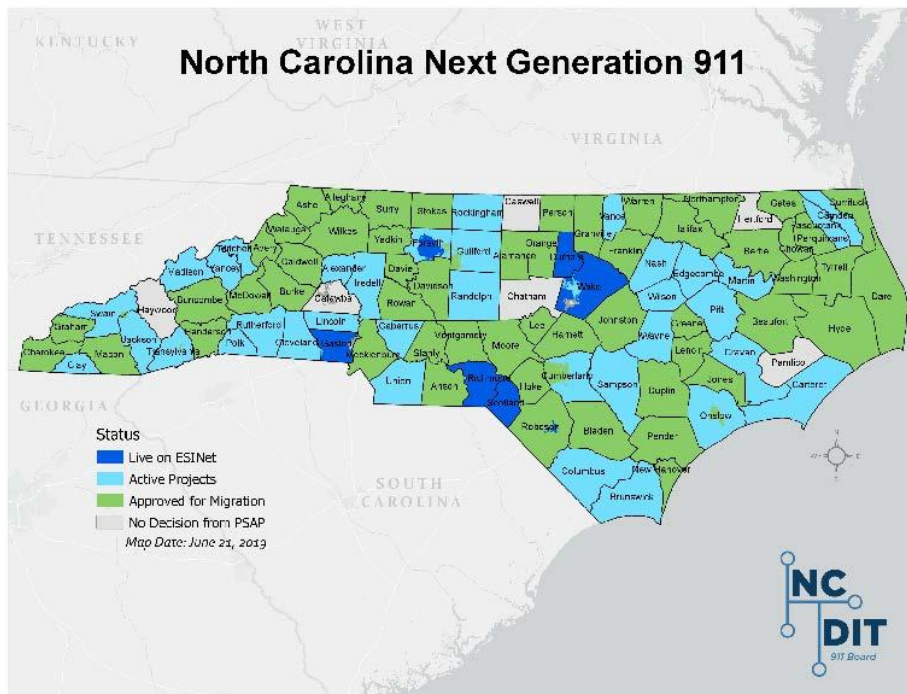 KENTUCKY
WEST
VIRGINIA
North Carolina Next Generation 911
VIRGINIA
TENNESSEE
Ashe
Alleghany
Surry
Stokes
Rockingham
Caswell
Person
Vance
Warren
Northampton
Hertford
Gates
Currituck
Camden
Pasquotank
Perquimans
Chowan
Watauga
Wilkes
Yadkin
Forsyth
Guilford
Alamance
Orange
Durham
Granville
Franklin
Halifax
Bertie
Mitchell
Avery
Caldwell
Alexander
Iredell
Davie
Davidson
Randolph
Chatham
Wake
Nash
Edgecombe
Martin
Washington
Tyrrell
Dare
Madison
Yancey
Burke
Catawba
Rowan
Wilson
Pitt
Beaufort
Hyde
Swain
Haywood
Buncombe
McDowell
Lincoln
Cabarrus
Montgomery
Lee
Harnett
Johnston
Wayne
Greene
Graham
Jackson
Henderson
Rutherford
Polk
Cleveland
Gaston
Mecklenburg
Stanly
Moore
Lenoir
Craven
Pamlico
Cherokee
Clay
Macon
Transylvania
Union
Anson
Richmond
Scotland
Hoke
Cumberland
Sampson
Duplin
Jones
Carteret
Onslow
Robeson
Bladen
Pender
Columbus
New Hanover
Brunswick
GEORGIA
SOUTH
CAROLINA
Status
Live on ESINet
Active Projects
Approved for Migration
No Decision from PSAP
Map Date: June 21, 2019
NC
DIT
911 Board